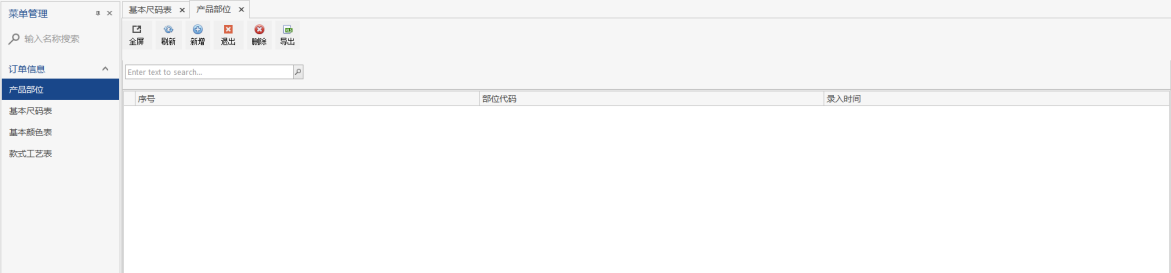 菜单管理
基本尺码表
产品部位
全屏
刷新
新增
退出
删除
导出
输入名称搜索
订单信息
产品部位
基本尺码表
基本颜色表
款式工艺表
Enter text to search...
序号
部位代码
录入时间